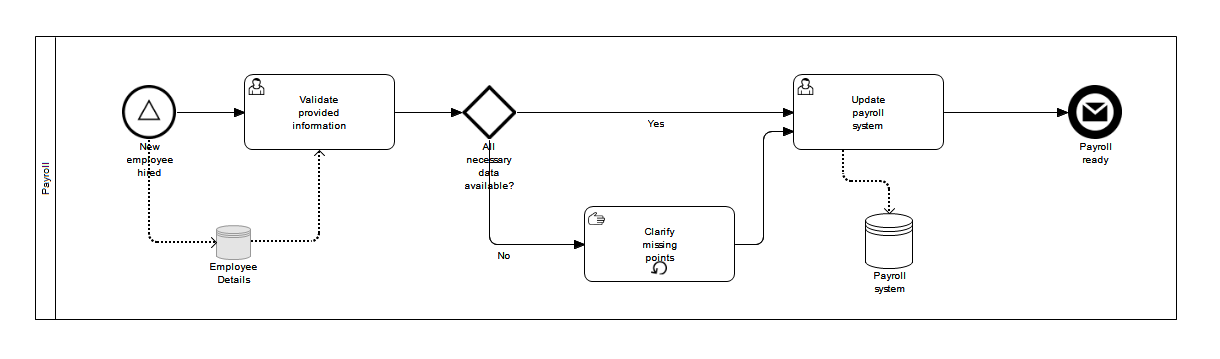 Payroll
New
employee
hired
Validate
provided
information
All
necessary
data
available?
Yes
No
Update
payroll
system
Payroll
ready
Employee
Details
Clarify
missing
points
Payroll
system